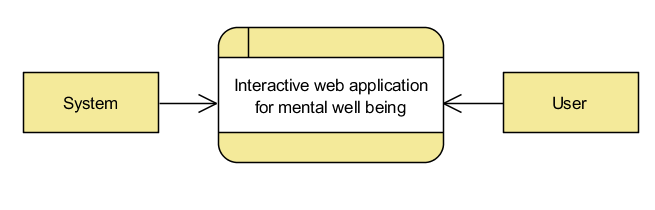 System
Interactive web application
for mental well being
User